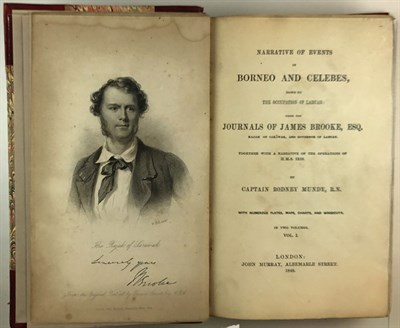 The Rajah of Sarawak
Sincerely yours
J Brooke
NARRATIVE OF EVENTS
IN
BORNEO AND CELEBES,
DOWN TO
THE OCCUPATION OF LABUAN:
FROM THE
JOURNALS OF JAMES BROOKE, ESQ.
RAJAH OF SARĀWAK, AND GOVERNOR OF LABUAN.
TOGETHER WITH A NARRATIVE OF THE OPERATIONS OF
H.M.S. IRIS.
BY
CAPTAIN RODNEY MUNDY, R.N.
WITH NUMEROUS PLATES, MAPS, CHARTS, AND WOODCUTS.
IN TWO VOLUMES.
VOL. I.
LONDON:
JOHN MURRAY, ALBEMARLE STREET.
1848.